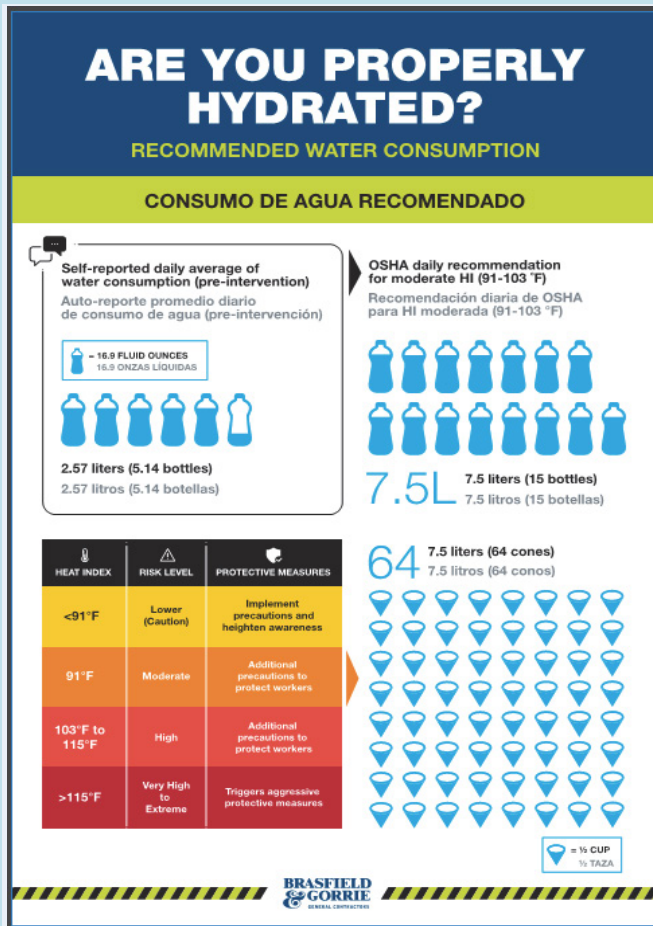 ARE YOU PROPERLY
HYDRATED?
RECOMMENDED WATER CONSUMPTION
CONSUMO DE AGUA RECOMENDADO
Self-reported daily average of
water consumption (pre-intervention)
Auto-reporte promedio diario
de consumo de agua (pre-intervención)
= 16.9 FLUID OUNCES
16.9 ONZAS LÍQUIDAS
2.57 liters (5.14 bottles)
2.57 litros (5.14 botellas)
OSHA daily recommendation
for moderate HI (91-103 °F)
Recomendación diaria de OSHA
para HI moderada (91-103 °F)
7.5L
7.5 liters (15 bottles)
7.5 litros (15 botellas)
HEAT INDEX
RISK LEVEL
PROTECTIVE MEASURES
<91°F
Lower
(Caution)
Implement
precautions and
heighten awareness
91°F
Moderate
Additional
precautions to
protect workers
103°F to
115°F
High
Additional
precautions to
protect workers
>115°F
Very High
to
Extreme
Triggers aggressive
protective measures
64
7.5 liters (64 cones)
7.5 litros (64 conos)
= ½ CUP
½ TAZA
BRASFIELD
& GORRIE
GENERAL CONTRACTORS